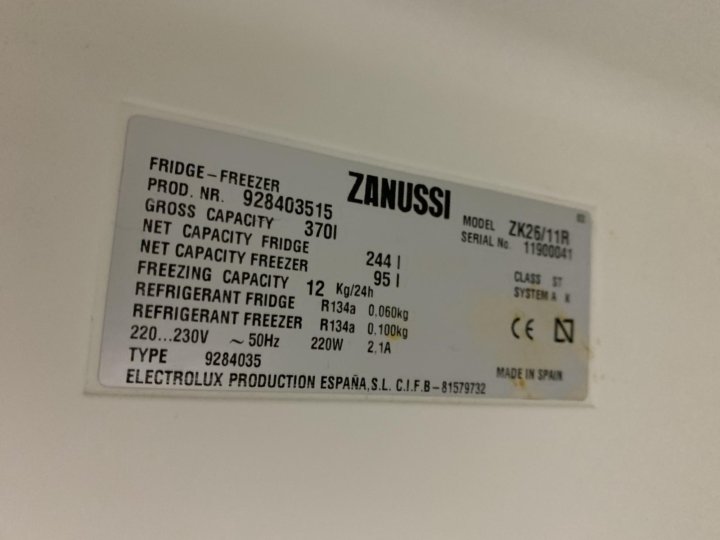 FRIDGE-FREEZER
ZANUSSI
PROD. NR. 928403515
MODEL ZK26/11R
GROSS CAPACITY 370l
SERIAL No. 11900041
NET CAPACITY FRIDGE 244 l
NET CAPACITY FREEZER 95 l
CLASS ST
FREEZING CAPACITY 12 Kg/24h
SYSTEM A K
REFRIGERANT FRIDGE R134a 0,060kg
REFRIGERANT FREEZER R134a 0,100kg
CE N
220...230V ~ 50Hz 220W 2,1A
TYPE 9284035
MADE IN SPAIN
ELECTROLUX PRODUCTION ESPAÑA,S.L. C.I.F.B-81579732